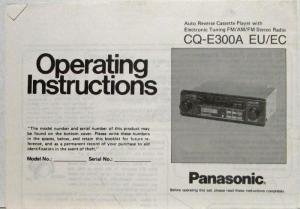 Auto Reverse Cassette Player with
Electronic Tuning FM/AM/FM Stereo Radio
CQ-E300A EU/EC
Operating
Instructions
"The model number and serial number of this product may
be found on the bottom cover. Please write these numbers
in the spaces, below, and retain this booklet for future re-
ference, and as a permanent record of your purchase to aid
identification in the event of theft."
Model No.: Serial No.:
Panasonic.
Before operating this set, please read these instructions completely.